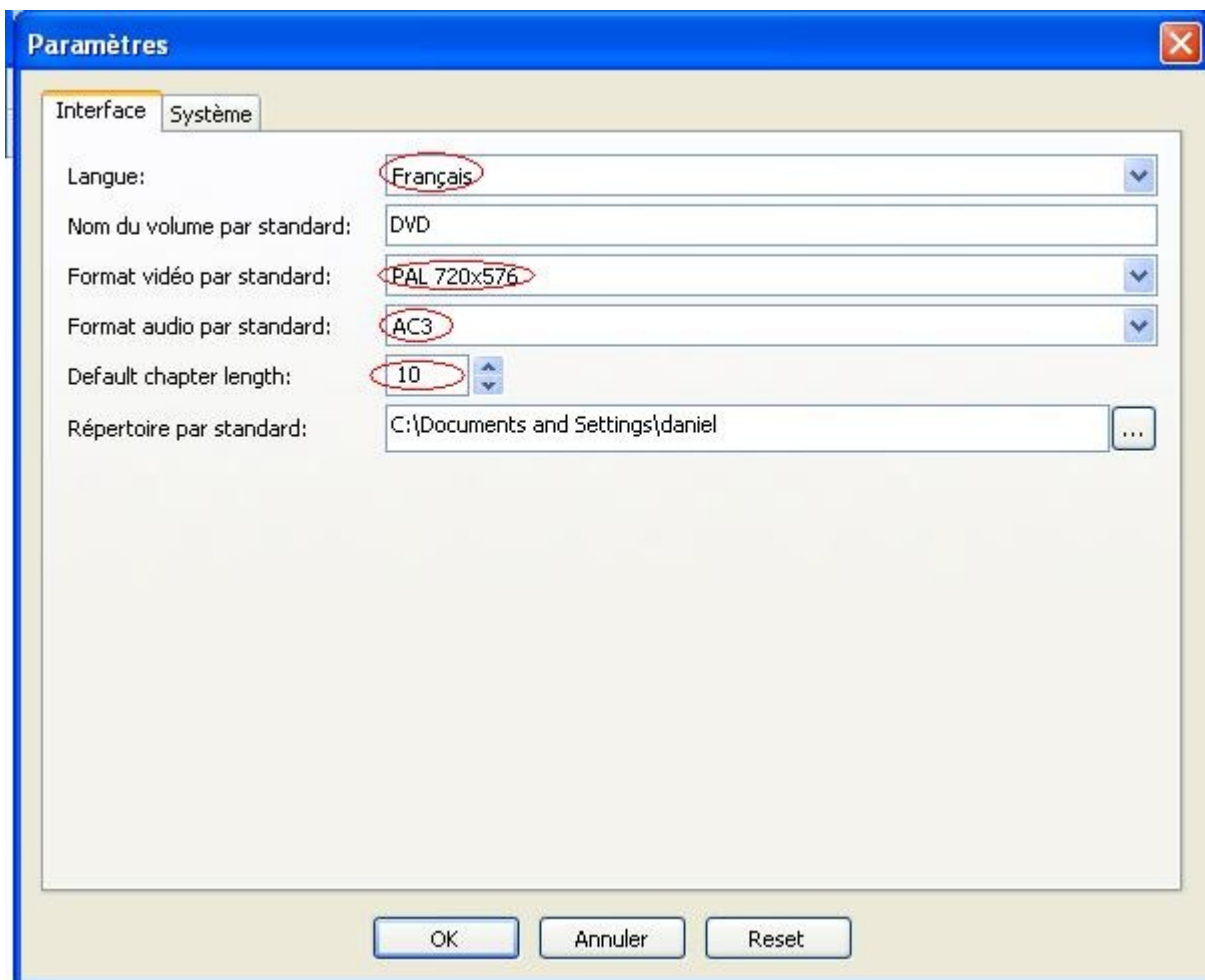 Paramètres
Interface Système
Langue: Français
Nom du volume par standard: DVD
Format vidéo par standard: PAL 720x576
Format audio par standard: AC3
Default chapter length: 10
Répertoire par standard: C:\Documents and Settings\daniel ...
OK Annuler Reset